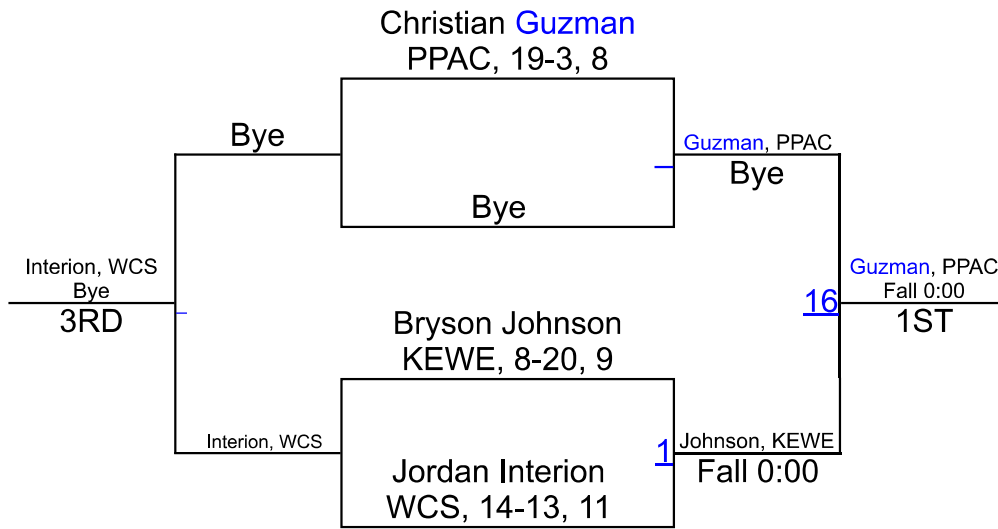 Christian Guzman
PPAC, 19-3, 8
Bye
Guzman, PPAC
Bye
Bye
Interion, WCS
Bye
3RD
Guzman, PPAC
Fall 0:00
1ST
16
Bryson Johnson
KEWE, 8-20, 9
Interion, WCS
1
Johnson, KEWE
Fall 0:00
Jordan Interion
WCS, 14-13, 11